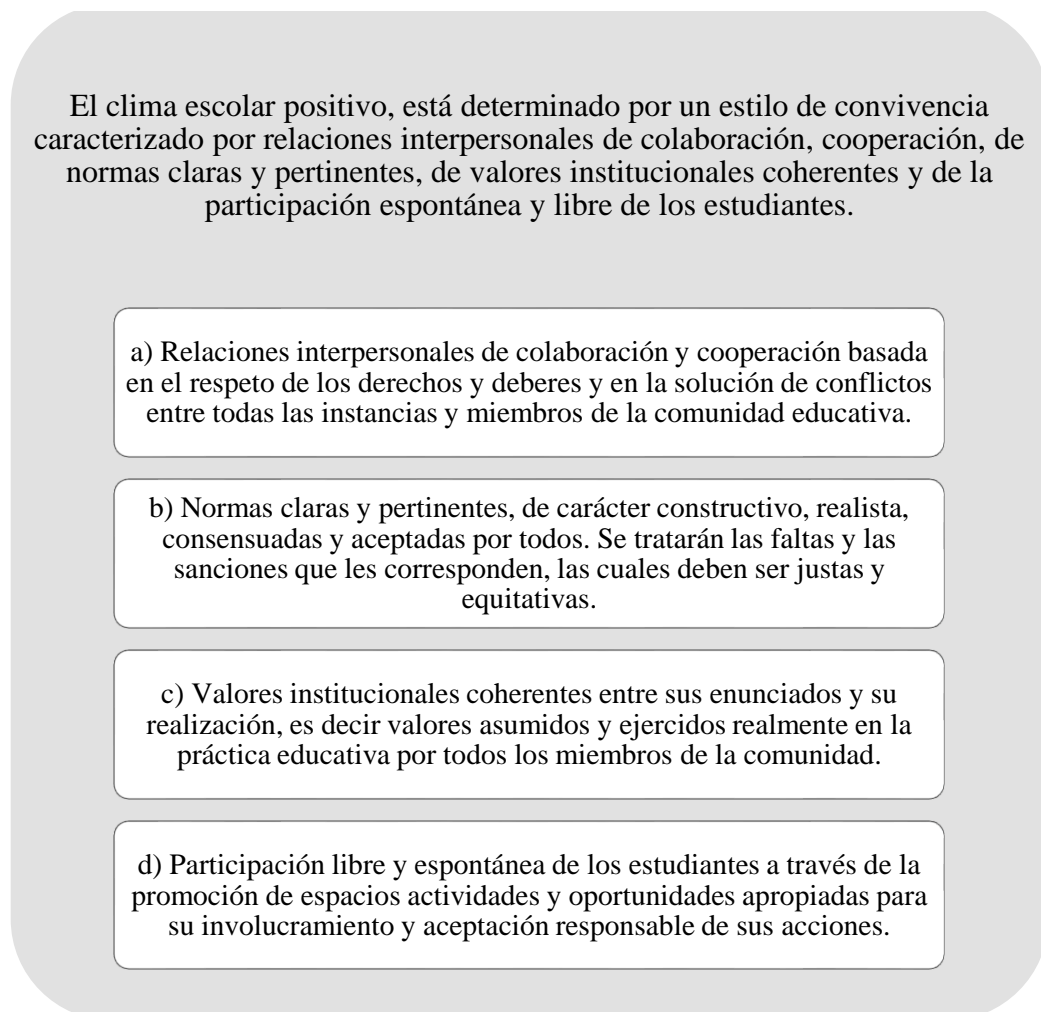 El clima escolar positivo, está determinado por un estilo de convivencia
caracterizado por relaciones interpersonales de colaboración, cooperación, de
normas claras y pertinentes, de valores institucionales coherentes y de la
participación espontánea y libre de los estudiantes.
a) Relaciones interpersonales de colaboración y cooperación basada
en el respeto de los derechos y deberes y en la solución de conflictos
entre todas las instancias y miembros de la comunidad educativa.
b) Normas claras y pertinentes, de carácter constructivo, realista,
consensuadas y aceptadas por todos. Se tratarán las faltas y las
sanciones que les corresponden, las cuales deben ser justas y
equitativas.
c) Valores institucionales coherentes entre sus enunciados y su
realización, es decir valores asumidos y ejercidos realmente en la
práctica educativa por todos los miembros de la comunidad.
d) Participación libre y espontánea de los estudiantes a través de la
promoción de espacios actividades y oportunidades apropiadas para
su involucramiento y aceptación responsable de sus acciones.